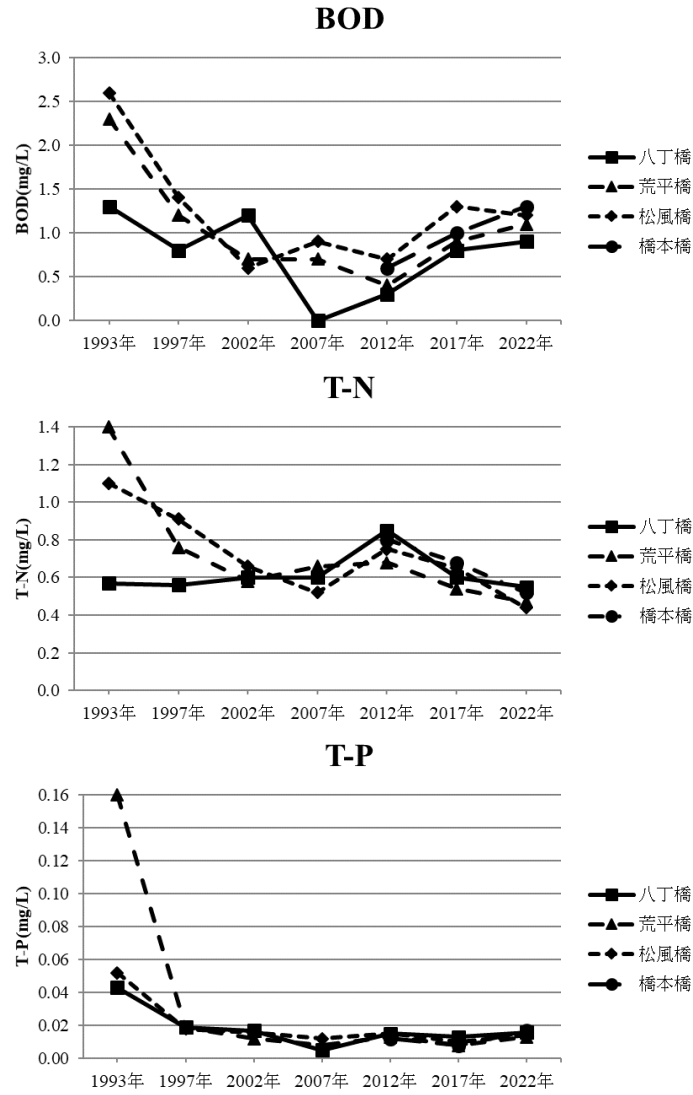 BOD
3.0
2.5
2.0
1.5
1.0
0.5
0.0
BOD(mg/L)
1993年 1997年 2002年 2007年 2012年 2017年 2022年
八丁橋
荒平橋
松風橋
橋本橋
T-N
1.4
1.2
1.0
0.8
0.6
0.4
0.2
0.0
T-N(mg/L)
1993年 1997年 2002年 2007年 2012年 2017年 2022年
八丁橋
荒平橋
松風橋
橋本橋
T-P
0.16
0.14
0.12
0.10
0.08
0.06
0.04
0.02
0.00
T-P(mg/L)
1993年 1997年 2002年 2007年 2012年 2017年 2022年
八丁橋
荒平橋
松風橋
橋本橋